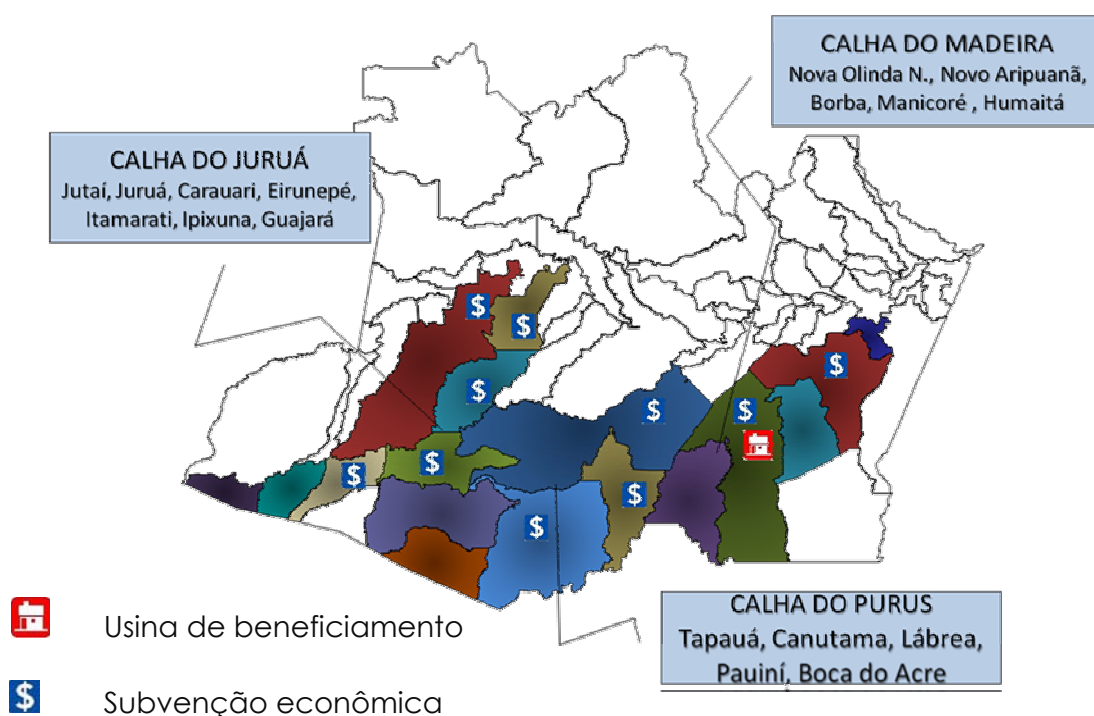 CALHA DO MADEIRA
Nova Olinda N., Novo Aripuanã,
Borba, Manicoré , Humaitá
CALHA DO JURUÁ
Jutaí, Juruá, Carauari, Eirunepé,
Itamarati, Ipixuna, Guajará
$
$
$
$
$
$
$
$
$
$
CALHA DO PURUS
Tapauá, Canutama, Lábrea,
Pauiní, Boca do Acre
Usina de beneficiamento
$ Subvenção econômica